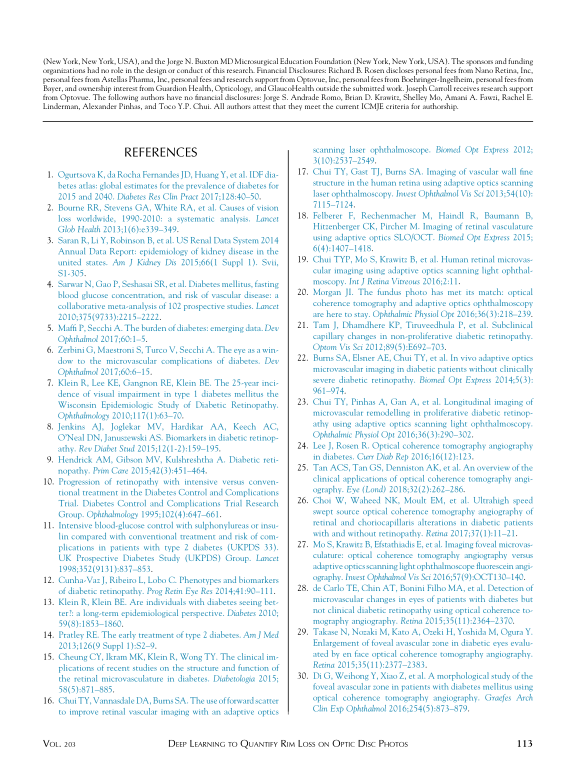 (New York, New York, USA), and the Jorge N. Buxton MD Microsurgical Education Foundation (New York, New York, USA). The sponsors and funding
organizations had no role in the design or conduct of this research. Financial Disclosures: Richard B. Rosen discloses personal fees from Nano Retina, Inc,
personal fees from Astellas Pharma, Inc, personal fees and research support from Optovue, Inc, personal fees from Boehringer-Ingelheim, personal fees from
Bayer, and ownership interest from Guardion Health, Opticology, and GlaucoHealth outside the submitted work. Joseph Carroll receives research support
from Optovue. The following authors have no financial disclosures: Jorge S. Andrade Romo, Brian D. Krawitz, Shelley Mo, Amani A. Fawzi, Rachel E.
Linderman, Alexander Pinhas, and Toco Y.P. Chui. All authors attest that they meet the current ICMJE criteria for authorship.
REFERENCES
1. Ogurtsova K, da Rocha Fernandes JD, Huang Y, et al. IDF dia-
betes atlas: global estimates for the prevalence of diabetes for
2015 and 2040. Diabetes Res Clin Pract 2017;128:40–50.
2. Bourne RR, Stevens GA, White RA, et al. Causes of vision
loss worldwide, 1990-2010: a systematic analysis. Lancet
Glob Health 2013;1(6):e339–349.
3. Saran R, Li Y, Robinson B, et al. US Renal Data System 2014
Annual Data Report: epidemiology of kidney disease in the
united states. Am J Kidney Dis 2015;66(1 Suppl 1). Svii,
S1-305.
4. Sarwar N, Gao P, Seshasai SR, et al. Diabetes mellitus, fasting
blood glucose concentration, and risk of vascular disease: a
collaborative meta-analysis of 102 prospective studies. Lancet
2010;375(9733):2215–2222.
5. Maffi P, Secchi A. The burden of diabetes: emerging data. Dev
Ophthalmol 2017;60:1–5.
6. Zerbini G, Maestroni S, Turco V, Secchi A. The eye as a win-
dow to the microvascular complications of diabetes. Dev
Ophthalmol 2017;60:6–15.
7. Klein R, Lee KE, Gangnon RE, Klein BE. The 25-year inci-
dence of visual impairment in type 1 diabetes mellitus the
Wisconsin Epidemiologic Study of Diabetic Retinopathy.
Ophthalmology 2010;117(1):63–70.
8. Jenkins AJ, Joglekar MV, Hardikar AA, Keech AC,
O'Neal DN, Januszewski AS. Biomarkers in diabetic retinop-
athy. Rev Diabet Stud 2015;12(1-2):159–195.
9. Hendrick AM, Gibson MV, Kulshreshtha A. Diabetic reti-
nopathy. Prim Care 2015;42(3):451–464.
10. Progression of retinopathy with intensive versus conven-
tional treatment in the Diabetes Control and Complications
Trial. Diabetes Control and Complications Trial Research
Group. Ophthalmology 1995;102(4):647–661.
11. Intensive blood-glucose control with sulphonylureas or insu-
lin compared with conventional treatment and risk of com-
plications in patients with type 2 diabetes (UKPDS 33).
UK Prospective Diabetes Study (UKPDS) Group. Lancet
1998;352(9131):837–853.
12. Cunha-Vaz J, Ribeiro L, Lobo C. Phenotypes and biomarkers
of diabetic retinopathy. Prog Retin Eye Res 2014;41:90–111.
13. Klein R, Klein BE. Are individuals with diabetes seeing bet-
ter?: a long-term epidemiological perspective. Diabetes 2010;
59(8):1853–1860.
14. Pratley RE. The early treatment of type 2 diabetes. Am J Med
2013;126(9 Suppl 1):S2–9.
15. Cheung CY, Ikram MK, Klein R, Wong TY. The clinical im-
plications of recent studies on the structure and function of
the retinal microvasculature in diabetes. Diabetologia 2015;
58(5):871–885.
16. Chui TY, Vannasdale DA, Burns SA. The use of forward scatter
to improve retinal vascular imaging with an adaptive optics
scanning laser ophthalmoscope. Biomed Opt Express 2012;
3(10):2537–2549.
17. Chui TY, Gast TJ, Burns SA. Imaging of vascular wall fine
structure in the human retina using adaptive optics scanning
laser ophthalmoscopy. Invest Ophthalmol Vis Sci 2013;54(10):
7115–7124.
18. Felberer F, Rechenmacher M, Haindl R, Baumann B,
Hitzenberger CK, Pircher M. Imaging of retinal vasculature
using adaptive optics SLO/OCT. Biomed Opt Express 2015;
6(4):1407–1418.
19. Chui TYP, Mo S, Krawitz B, et al. Human retinal microvas-
cular imaging using adaptive optics scanning light ophthal-
moscopy. Int J Retina Vitreous 2016;2:11.
20. Morgan JI. The fundus photo has met its match: optical
coherence tomography and adaptive optics ophthalmoscopy
are here to stay. Ophthalmic Physiol Opt 2016;36(3):218–239.
21. Tam J, Dhamdhere KP, Tiruveedhula P, et al. Subclinical
capillary changes in non-proliferative diabetic retinopathy.
Optom Vis Sci 2012;89(5):E692–703.
22. Burns SA, Elsner AE, Chui TY, et al. In vivo adaptive optics
microvascular imaging in diabetic patients without clinically
severe diabetic retinopathy. Biomed Opt Express 2014;5(3):
961–974.
23. Chui TY, Pinhas A, Gan A, et al. Longitudinal imaging of
microvascular remodelling in proliferative diabetic retinop-
athy using adaptive optics scanning light ophthalmoscopy.
Ophthalmic Physiol Opt 2016;36(3):290–302.
24. Lee J, Rosen R. Optical coherence tomography angiography
in diabetes. Curr Diab Rep 2016;16(12):123.
25. Tan ACS, Tan GS, Denniston AK, et al. An overview of the
clinical applications of optical coherence tomography angi-
ography. Eye (Lond) 2018;32(2):262–286.
26. Choi W, Waheed NK, Moult EM, et al. Ultrahigh speed
swept source optical coherence tomography angiography of
retinal and choriocapillaris alterations in diabetic patients
with and without retinopathy. Retina 2017;37(1):11–21.
27. Mo S, Krawitz B, Efstathiadis E, et al. Imaging foveal microvas-
culature: optical coherence tomography angiography versus
adaptive optics scanning light ophthalmoscope fluorescein angi-
ography. Invest Ophthalmol Vis Sci 2016;57(9):OCT130–140.
28. de Carlo TE, Chin AT, Bonini Filho MA, et al. Detection of
microvascular changes in eyes of patients with diabetes but
not clinical diabetic retinopathy using optical coherence to-
mography angiography. Retina 2015;35(11):2364–2370.
29. Takase N, Nozaki M, Kato A, Ozeki H, Yoshida M, Ogura Y.
Enlargement of foveal avascular zone in diabetic eyes evalu-
ated by en face optical coherence tomography angiography.
Retina 2015;35(11):2377–2383.
30. Di G, Weihong Y, Xiao Z, et al. A morphological study of the
foveal avascular zone in patients with diabetes mellitus using
optical coherence tomography angiography. Graefes Arch
Clin Exp Ophthalmol 2016;254(5):873–879.
VOL. 203 DEEP LEARNING TO QUANTIFY RIM LOSS ON OPTIC DISC PHOTOS 113